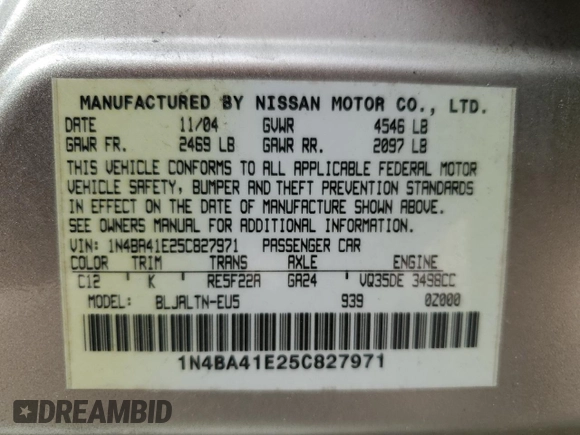 MANUFACTURED BY NISSAN MOTOR CO., LTD.
DATE 11/04 GVWR 4546 LB
GAWR FR. 2469 LB GAWR RR. 2097 LB
THIS VEHICLE CONFORMS TO ALL APPLICABLE FEDERAL MOTOR
VEHICLE SAFETY, BUMPER AND THEFT PREVENTION STANDARDS
IN EFFECT ON THE DATE OF MANUFACTURE SHOWN ABOVE.
SEE OWNERS MANUAL FOR ADDITIONAL INFORMATION.
VIN: 1N4BA41E25C827971 PASSENGER CAR
COLOR TRIM TRANS AXLE ENGINE
C12 K RE5F22A GA24 VQ35DE 3498CC
MODEL: BLJALTN-EU5 939 0Z000
1N4BA41E25C827971
DREAMBID